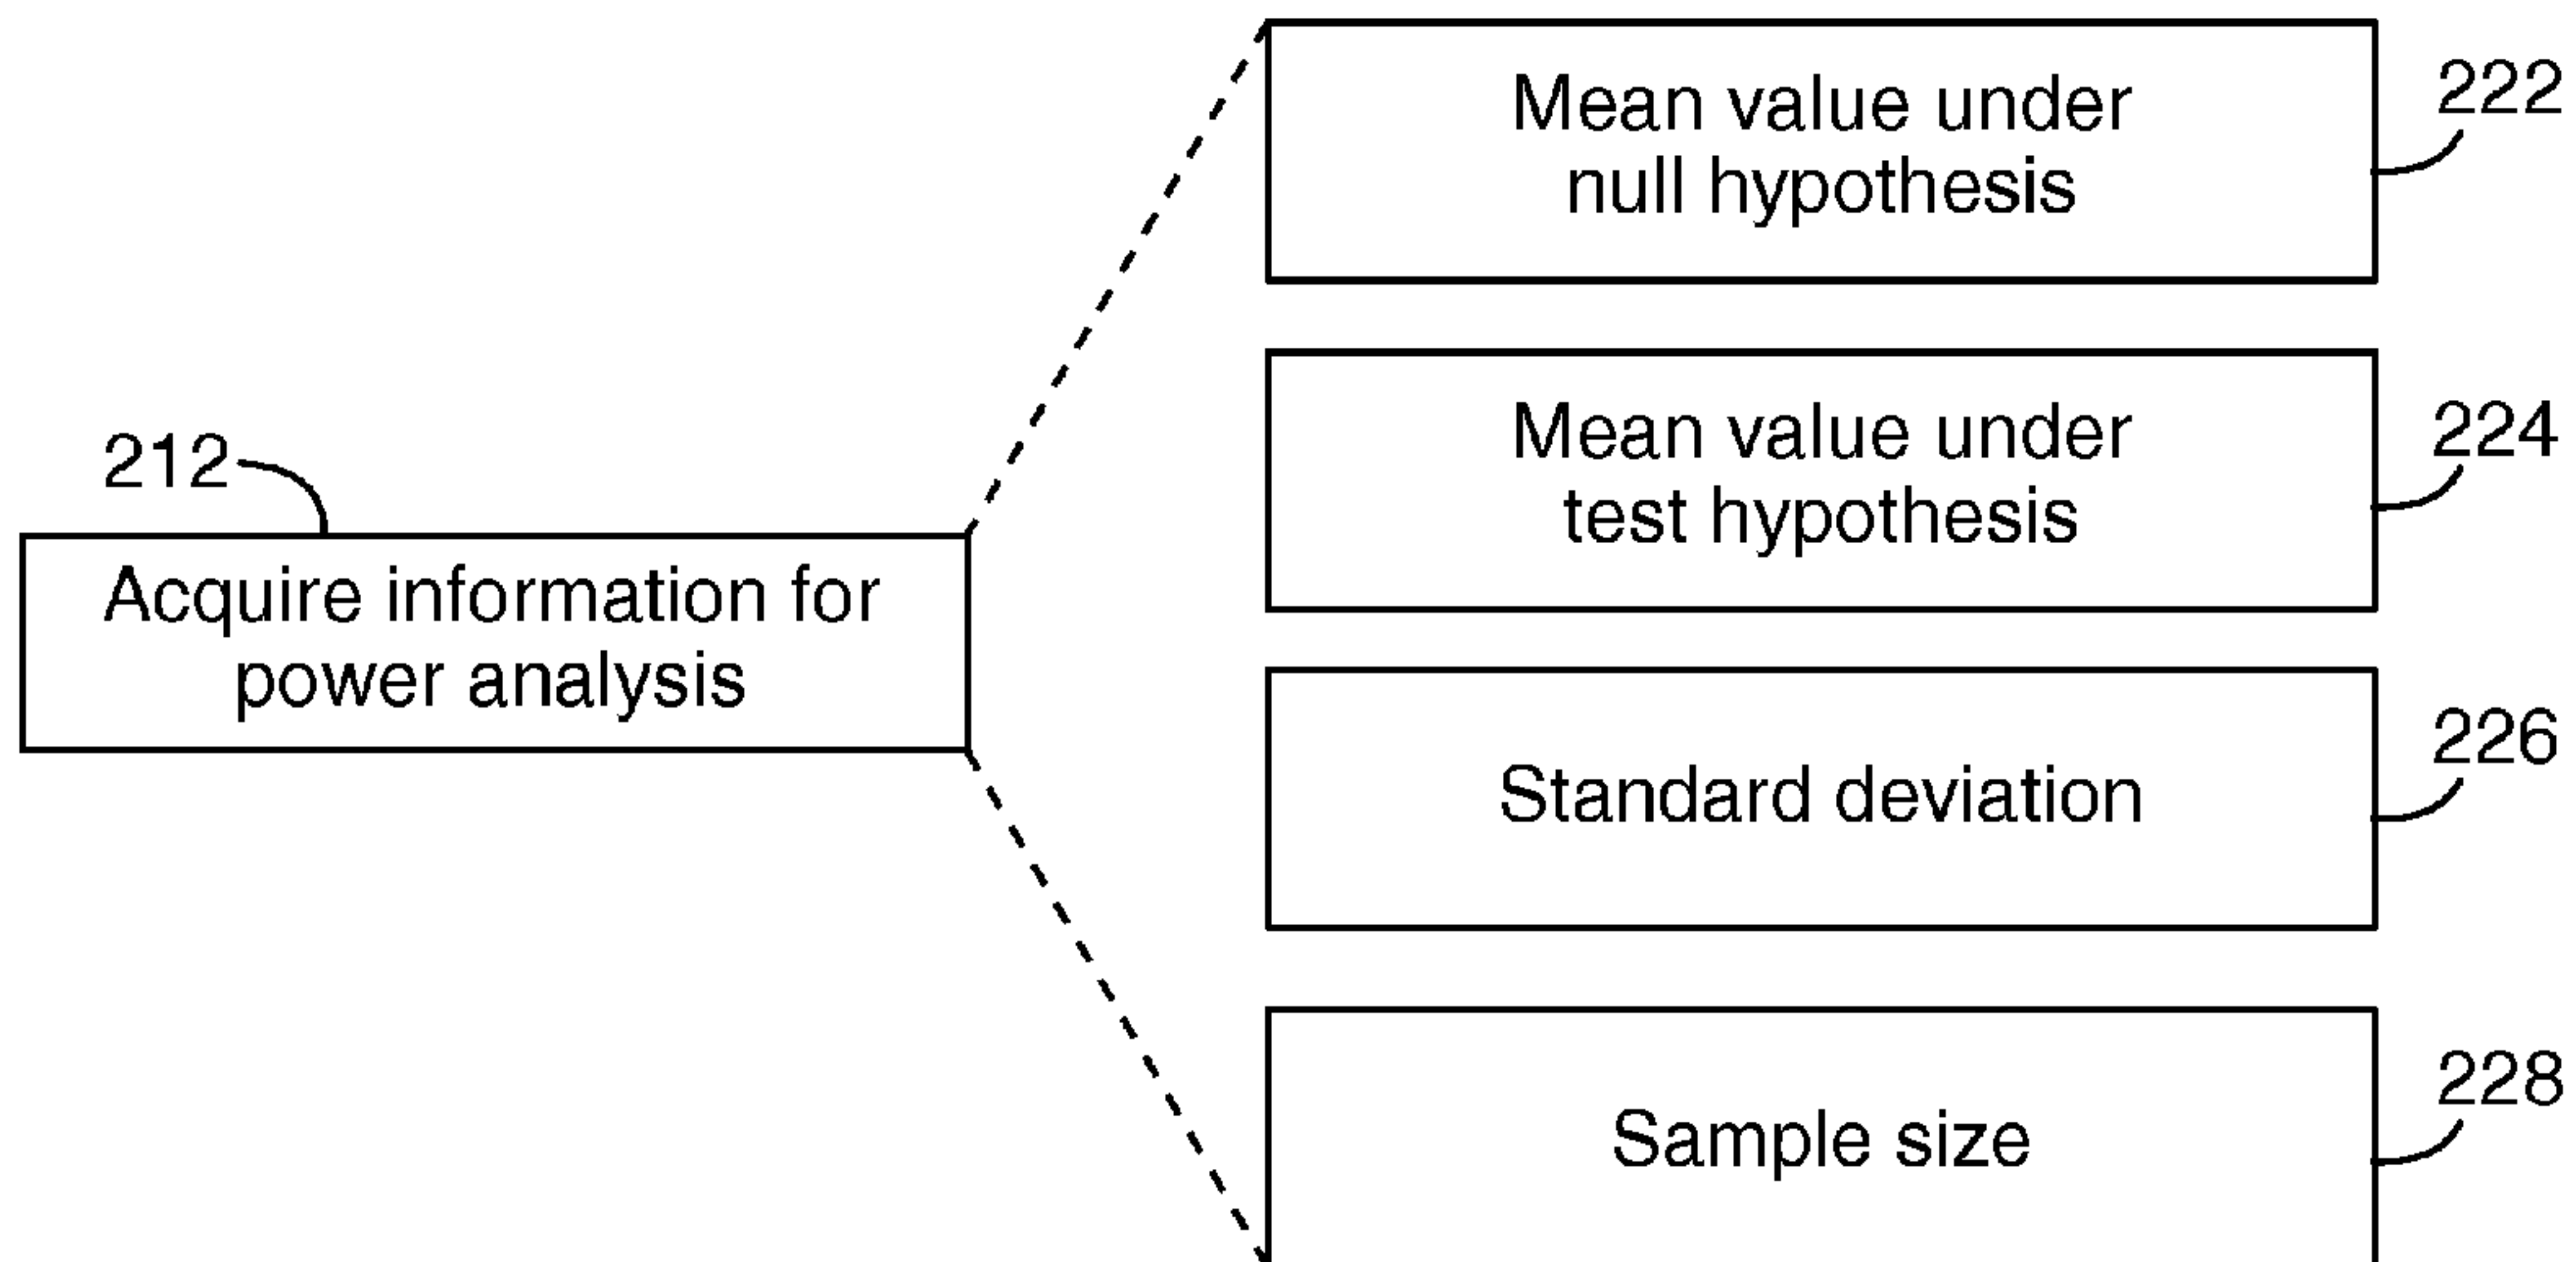 212
Acquire information for
power analysis
222
Mean value under
null hypothesis
224
Mean value under
test hypothesis
226
Standard deviation
228
Sample size